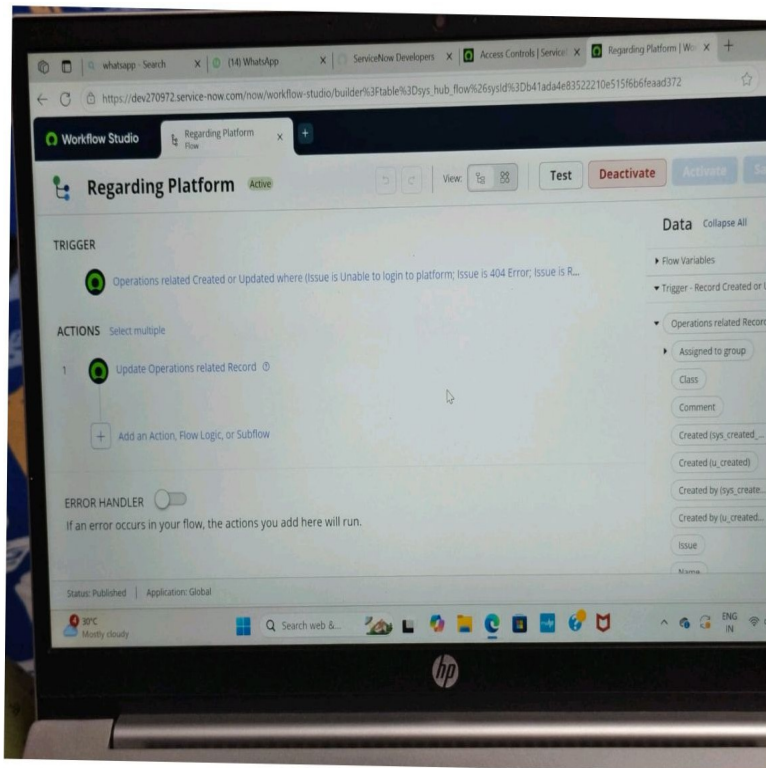 whatsapp - Search
(14) WhatsApp
ServiceNow Developers
Access Controls | Service
Regarding Platform | Wo
https://dev270972.service-now.com/now/workflow-studio/builder%3Ftable%3Dsys_hub_flow%26sysId%3Db41ada4e83522210e515f6b6feaad372
Workflow Studio
Regarding Platform
Flow
Regarding Platform Active
View:
Test
Deactivate
Activate
TRIGGER
Operations related Created or Updated where (Issue is Unable to login to platform; Issue is 404 Error; Issue is R...
ACTIONS Select multiple
1 Update Operations related Record
Add an Action, Flow Logic, or Subflow
ERROR HANDLER
If an error occurs in your flow, the actions you add here will run.
Data Collapse All
Flow Variables
Trigger - Record Created or
Operations related Record
Assigned to group
Class
Comment
Created (sys_created_...
Created (u_created)
Created by (sys_create...
Created by (u_created...
Issue
Name
Status: Published | Application: Global
30°C
Mostly cloudy
Search web &...
ENG
IN
hp